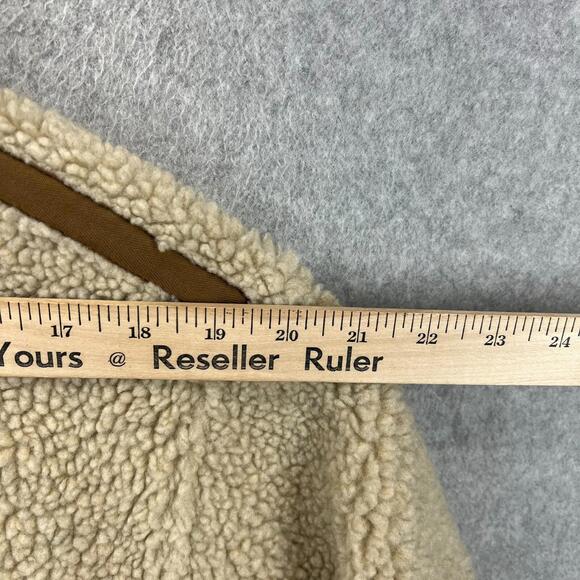 17 18 19 20 21 22 23 24
Yours @ Reseller Ruler